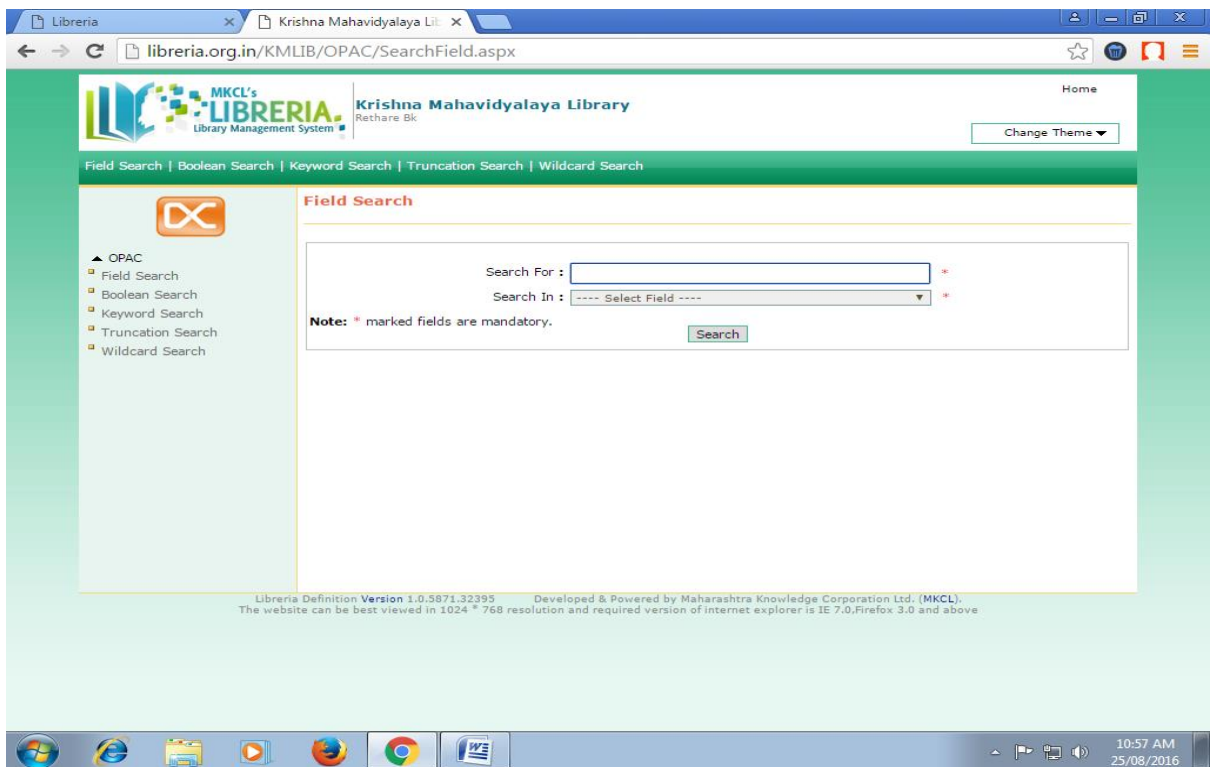 Libreria
Krishna Mahavidyalaya Lib
libreria.org.in/KMLIB/OPAC/SearchField.aspx
MKCL's
LIBRERIA
Library Management System
Krishna Mahavidyalaya Library
Rethare Bk
Home
Change Theme
Field Search | Boolean Search | Keyword Search | Truncation Search | Wildcard Search
OPAC
Field Search
Boolean Search
Keyword Search
Truncation Search
Wildcard Search
Field Search
Search For :
*
Search In :
---- Select Field ----
*
Note: * marked fields are mandatory.
Search
Libreria Definition Version 1.0.5871.32395 Developed & Powered by Maharashtra Knowledge Corporation Ltd. (MKCL).
The website can be best viewed in 1024 * 768 resolution and required version of internet explorer is IE 7.0,Firefox 3.0 and above
10:57 AM
25/08/2016